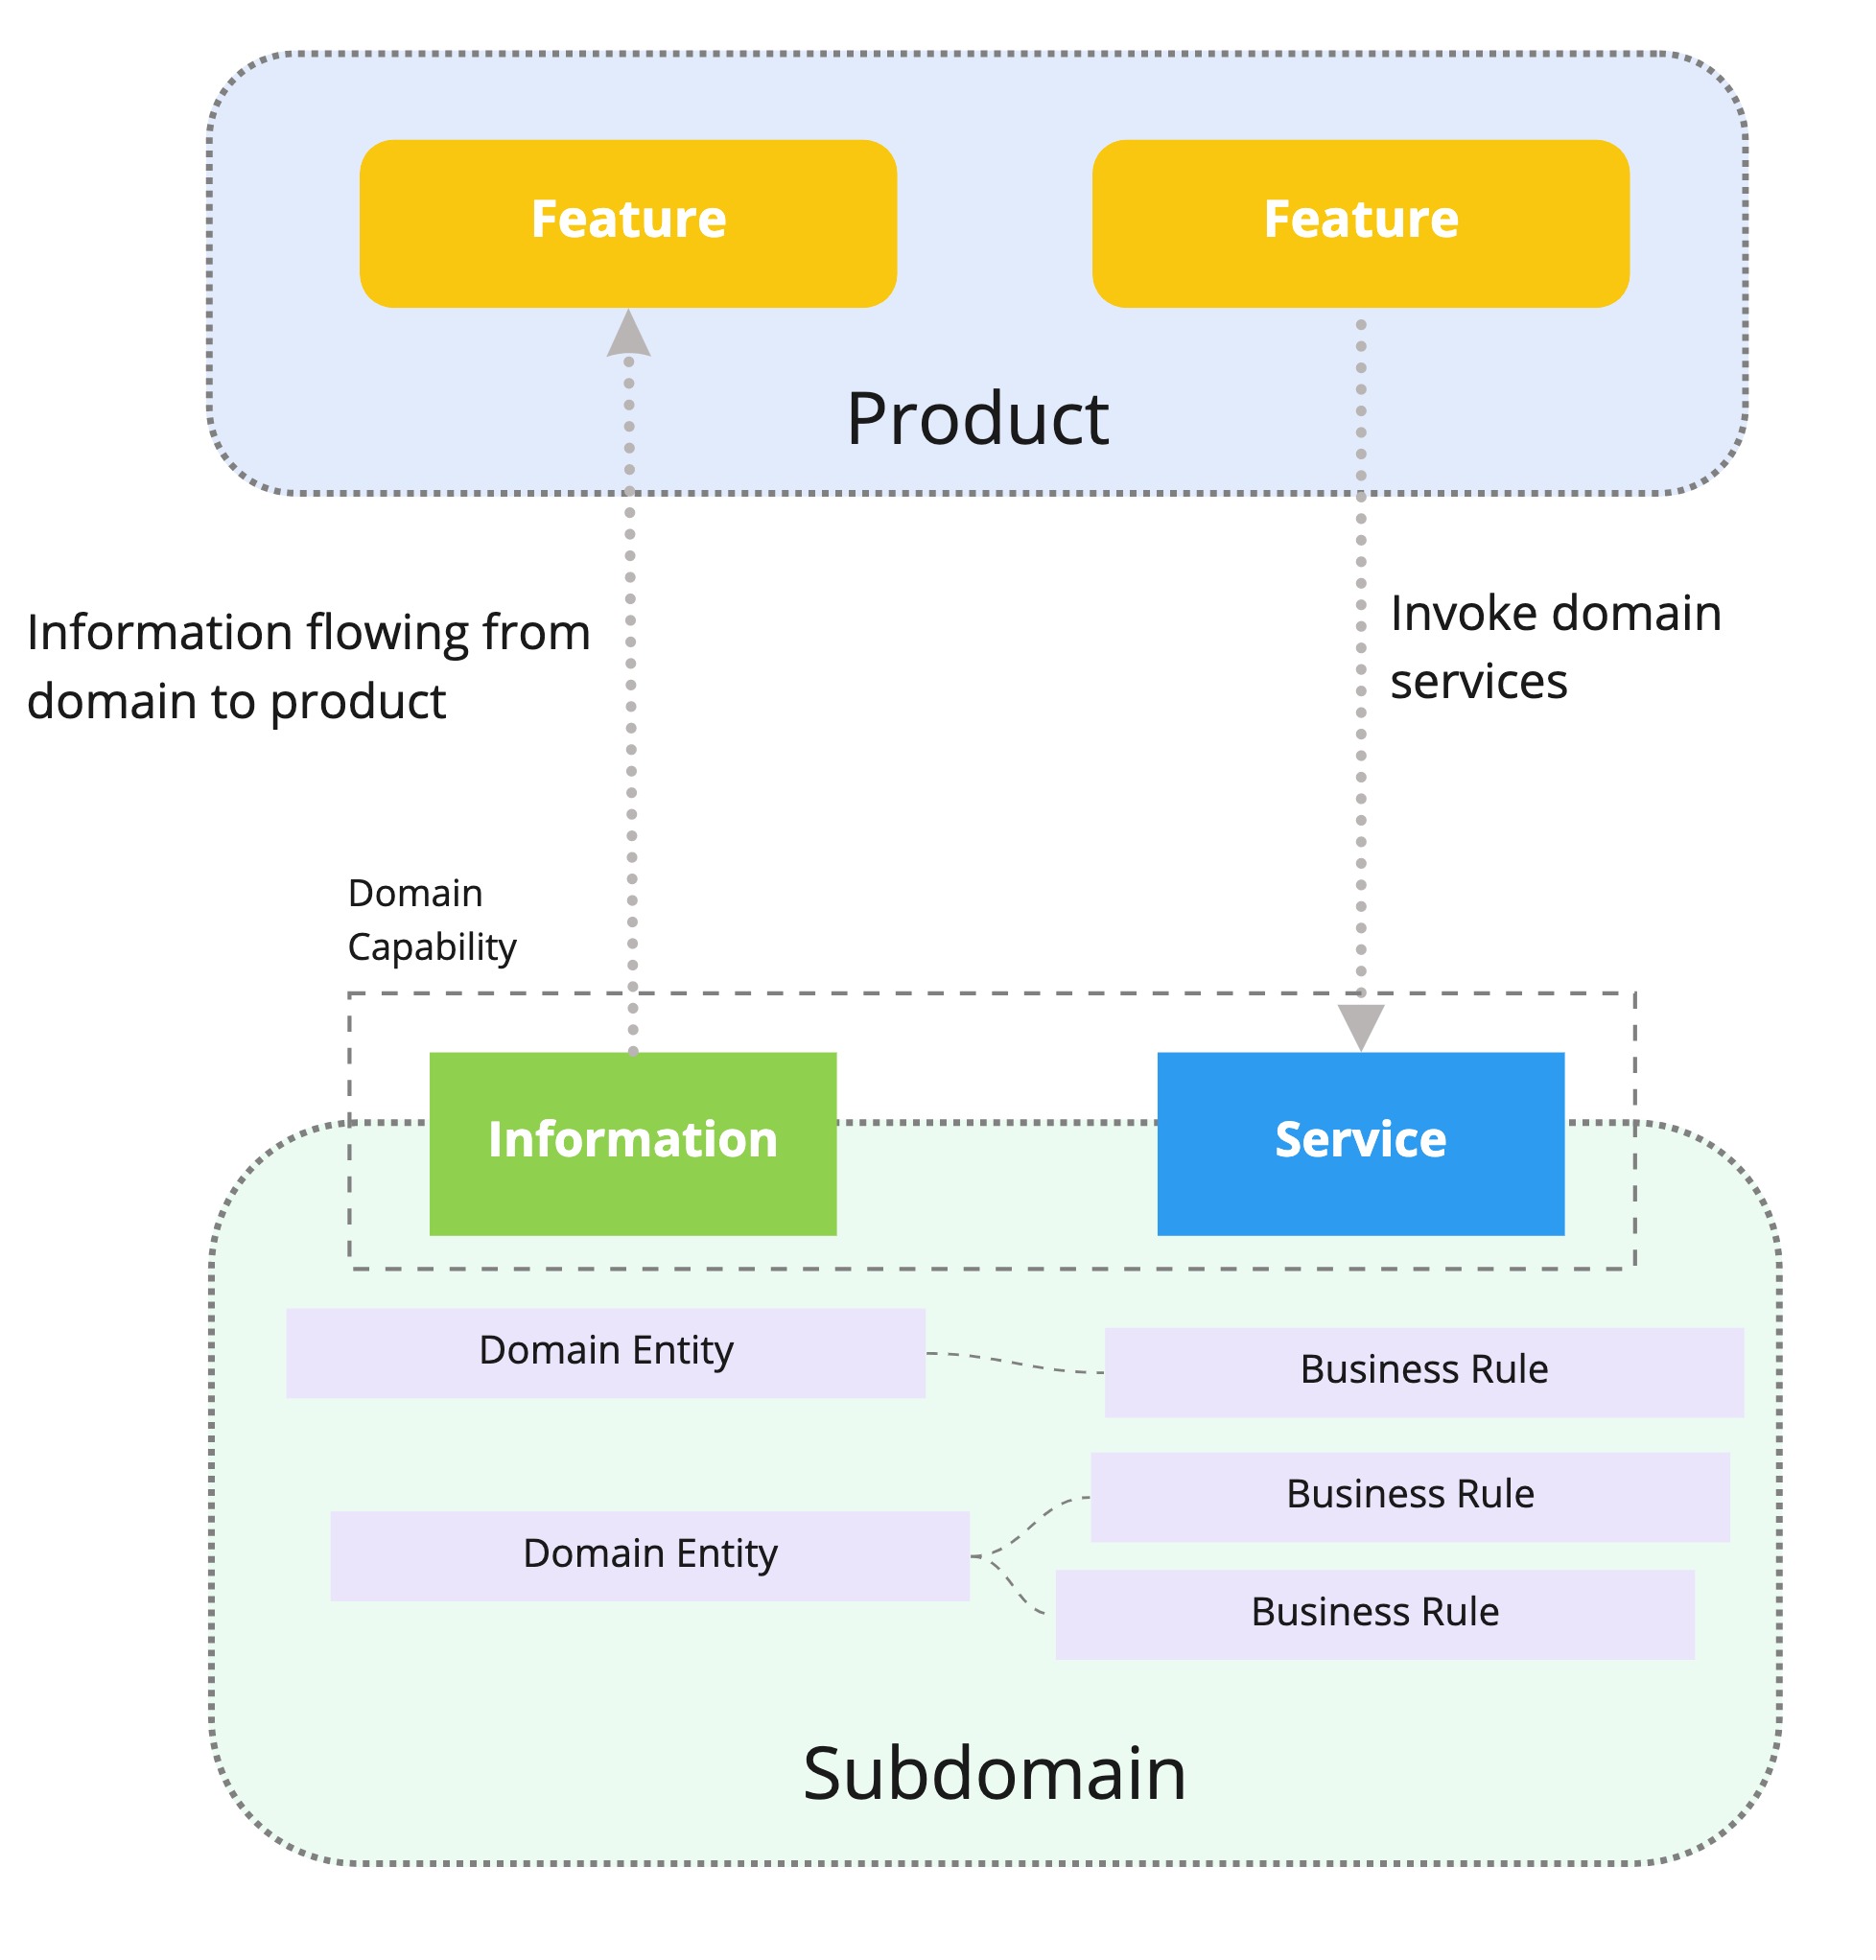 Feature
Feature
Product
Information flowing from
domain to product
Invoke domain
services
Domain
Capability
Information
Service
Domain Entity
Business Rule
Business Rule
Domain Entity
Business Rule
Subdomain